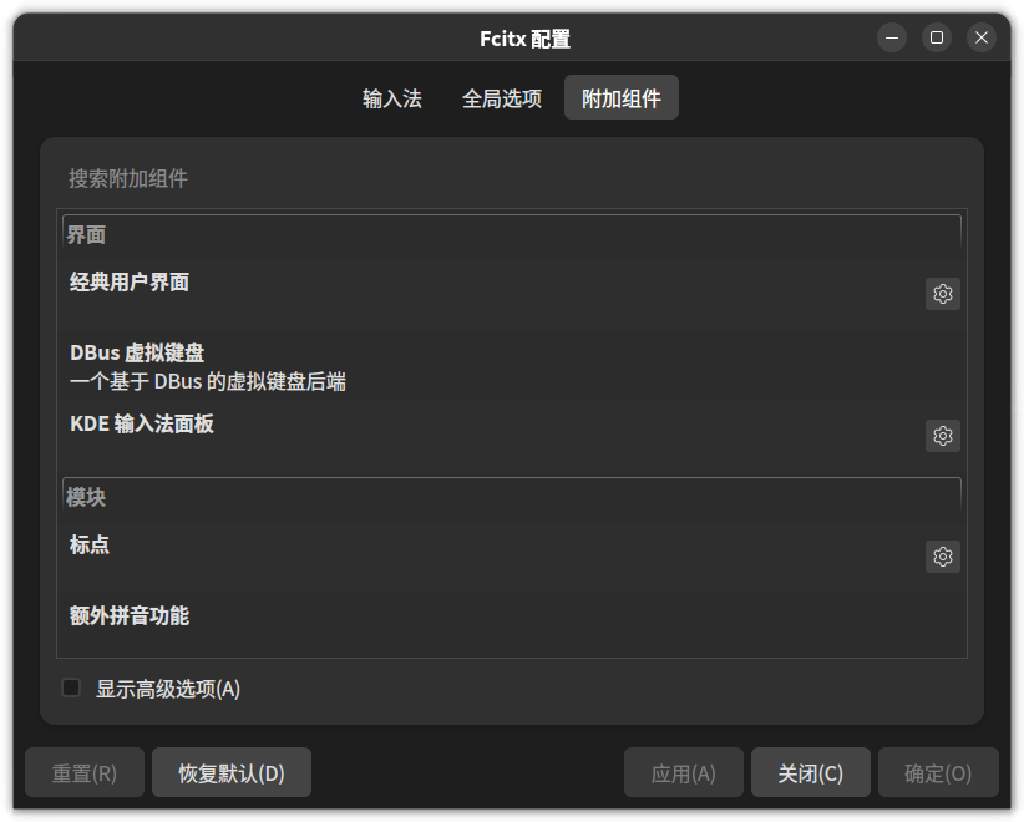 Fcitx 配置
输入法 全局选项 附加组件
搜索附加组件
界面
经典用户界面
DBus 虚拟键盘
一个基于 DBus 的虚拟键盘后端
KDE 输入法面板
模块
标点
额外拼音功能
显示高级选项(A)
重置(R) 恢复默认(D) 应用(A) 关闭(C) 确定(O)